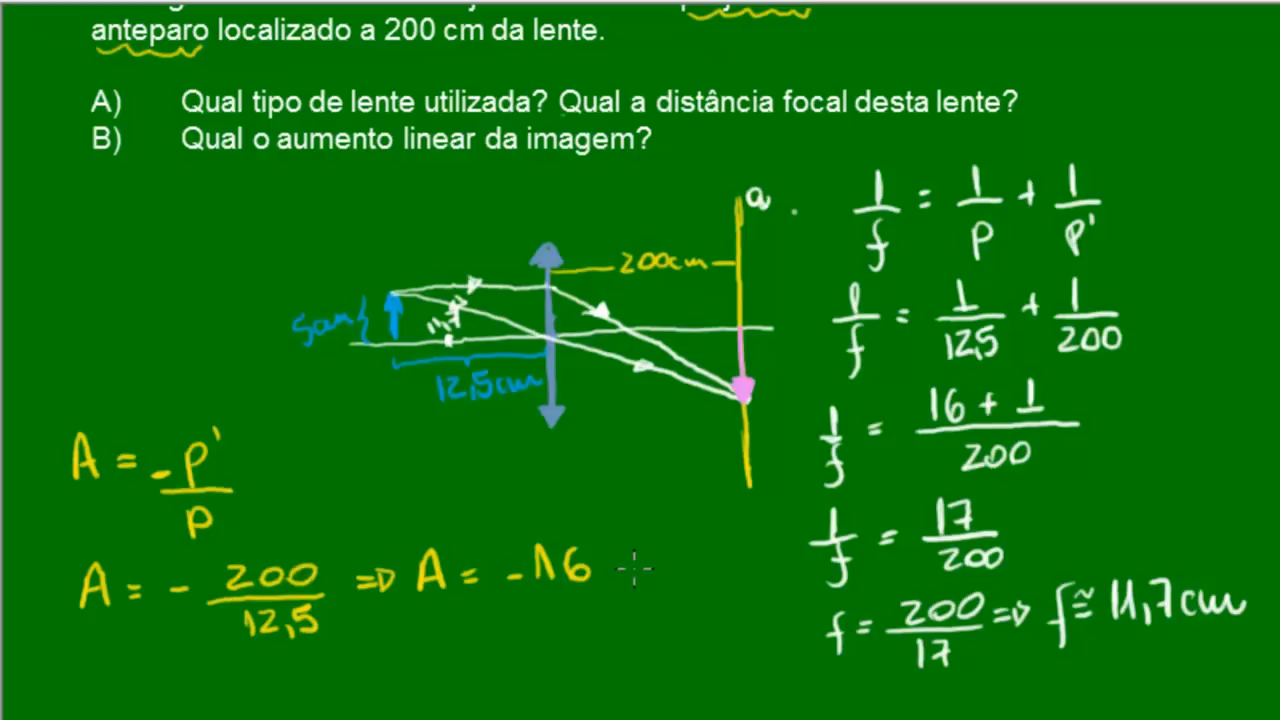 anteparo localizado a 200 cm da lente.
A) Qual tipo de lente utilizada? Qual a distância focal desta lente?
B) Qual o aumento linear da imagem?
a.
200cm
5cm
11,7
12,5cm
1/f = 1/p + 1/p'
1/f = 1/12,5 + 1/200
1/f = 16 + 1/200
1/f = 17/200
f = 200/17 => f ≅ 11,7cm
A = -p'/p
A = - 200/12,5 => A = -16